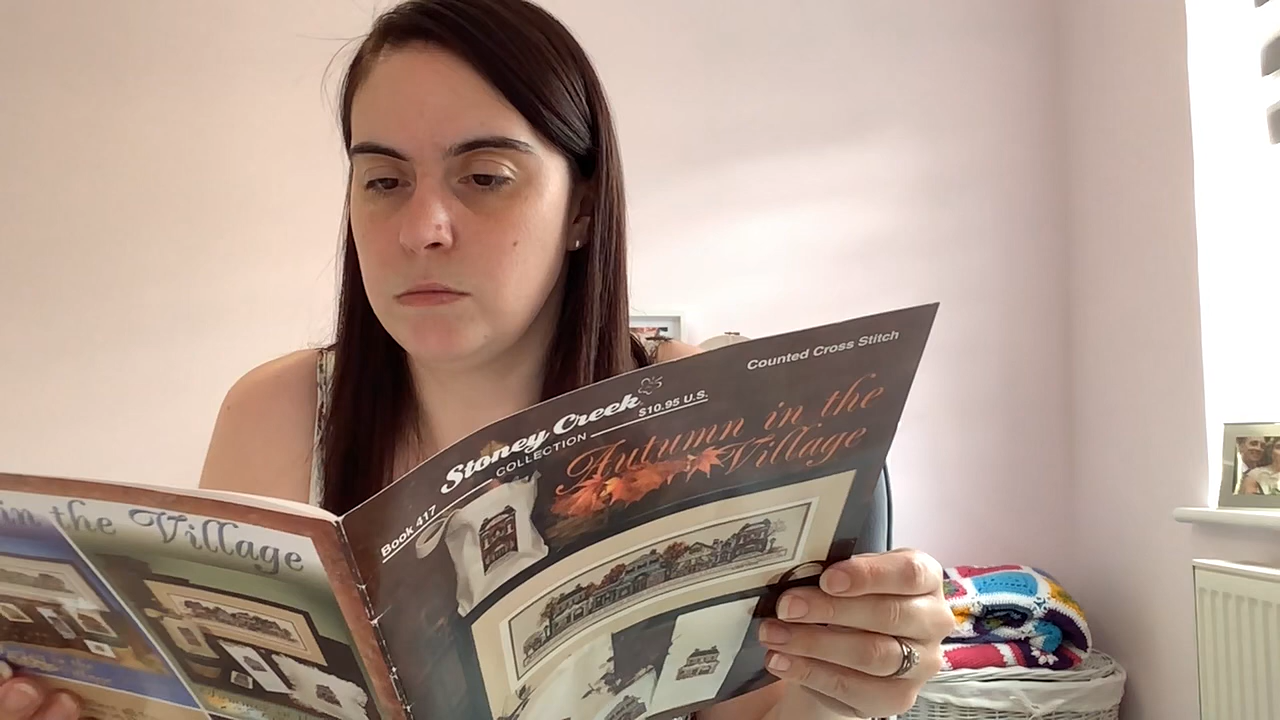 in the Village
Stoney Creek
COLLECTION
$10.95 U.S.
Counted Cross Stitch
Book 417
Autumn in the
Village